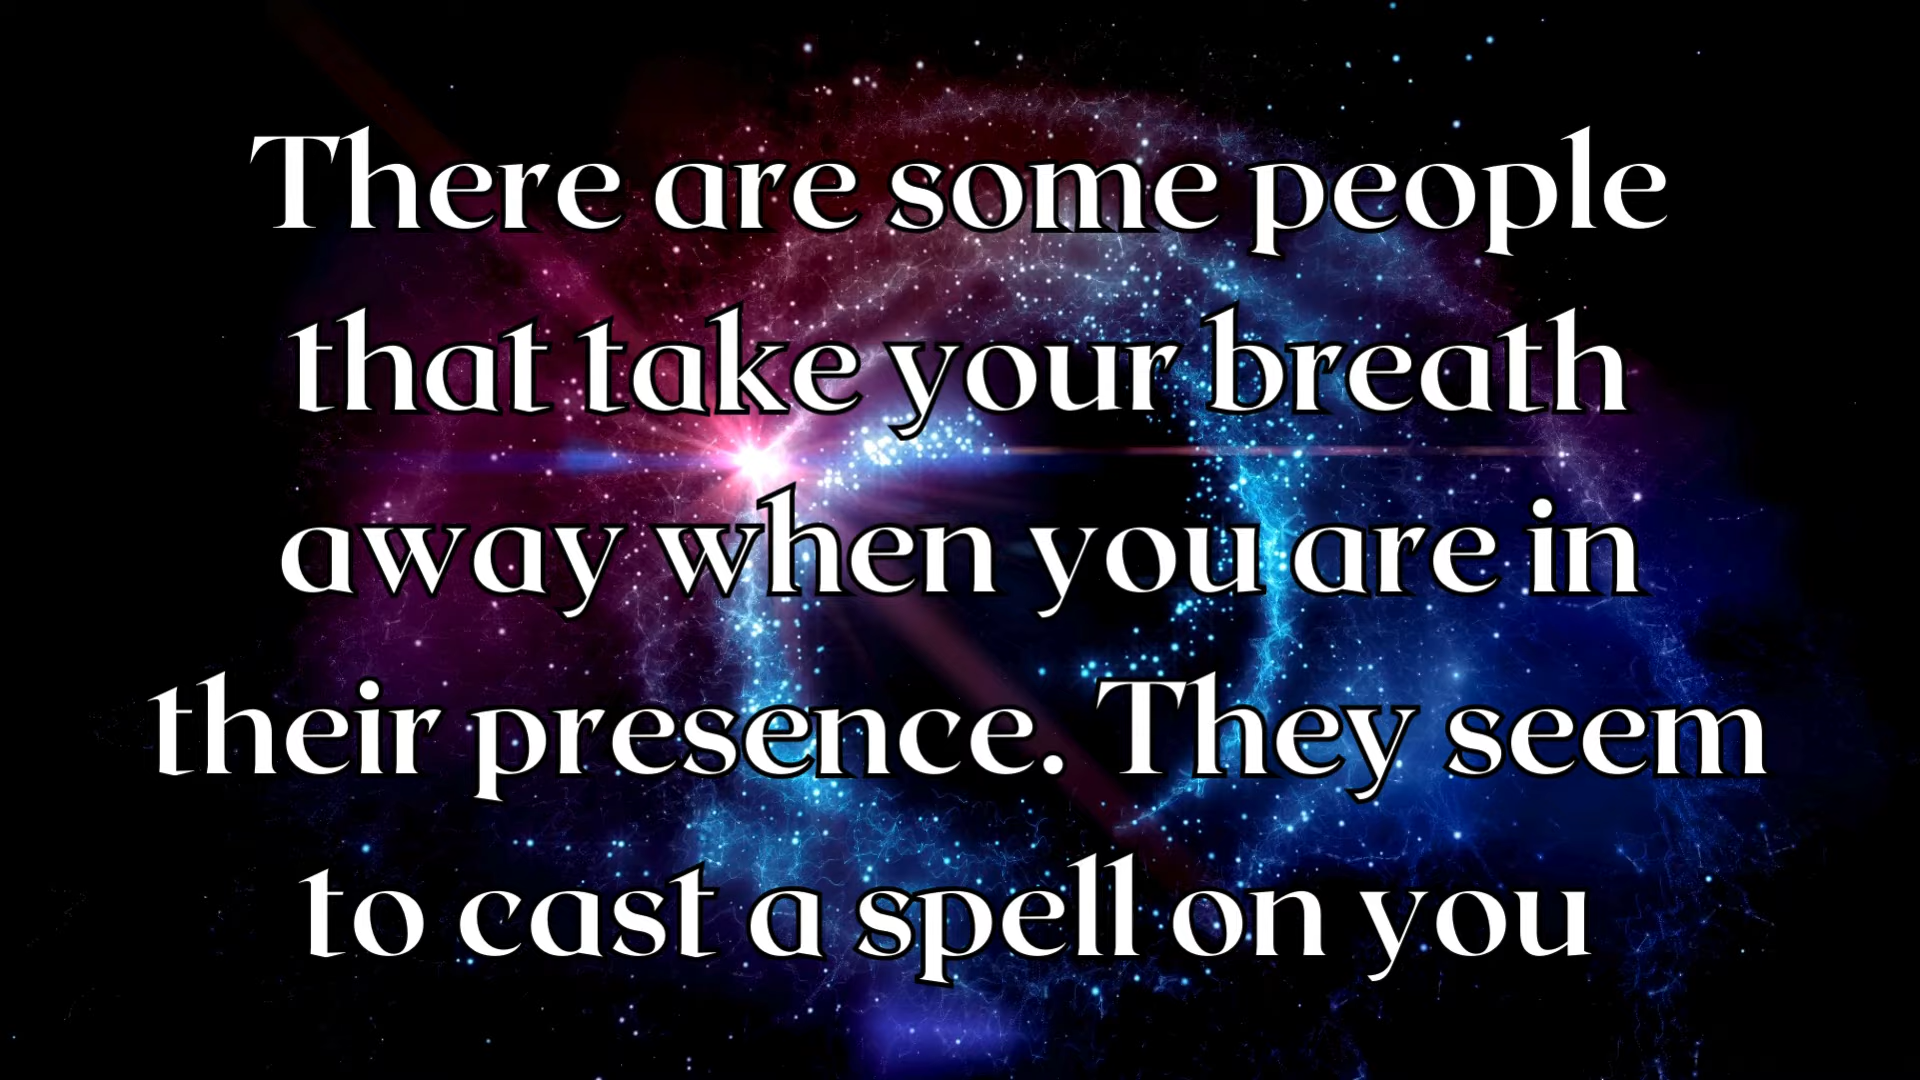 There are some people
that take your breath
away when you are in
their presence. They seem
to cast a spell on you